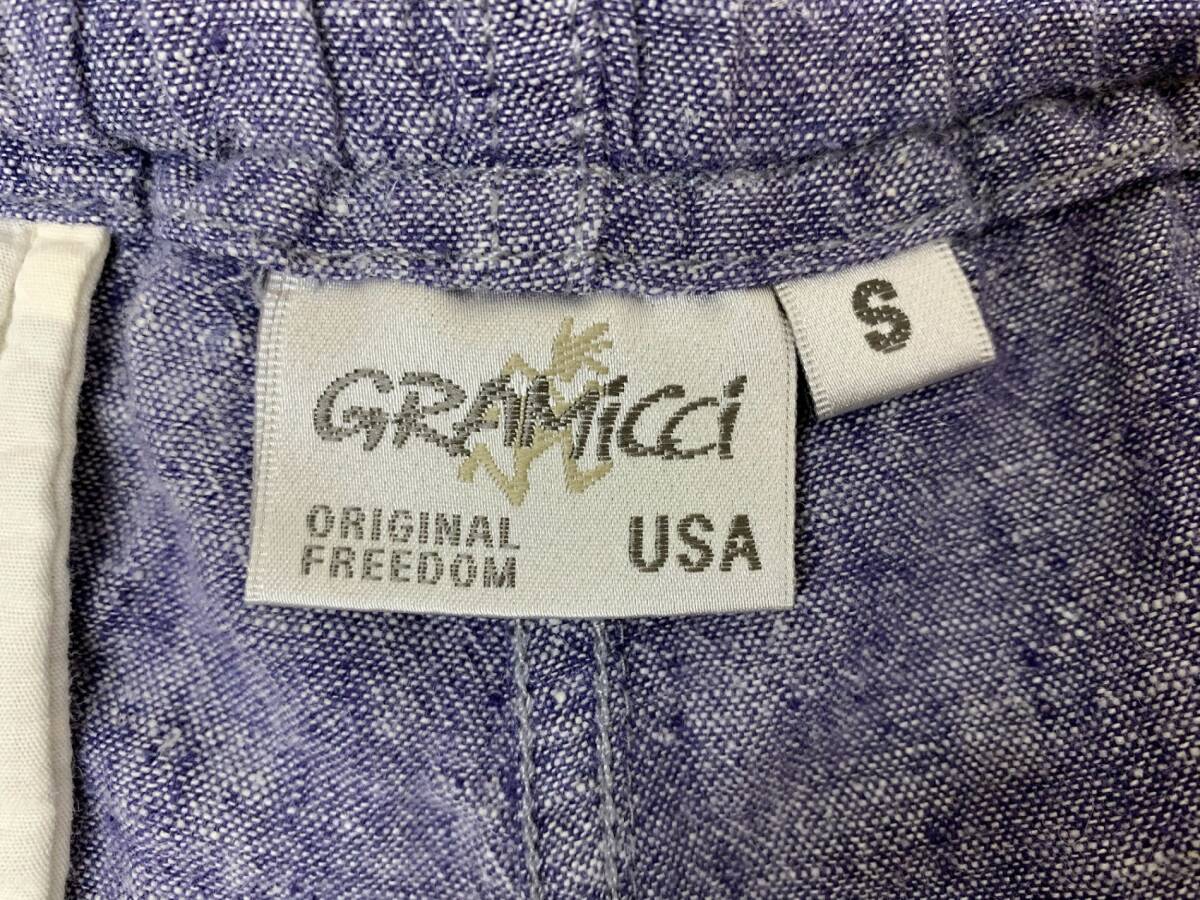 GRAMiCCi
ORIGINAL
FREEDOM
USA
S